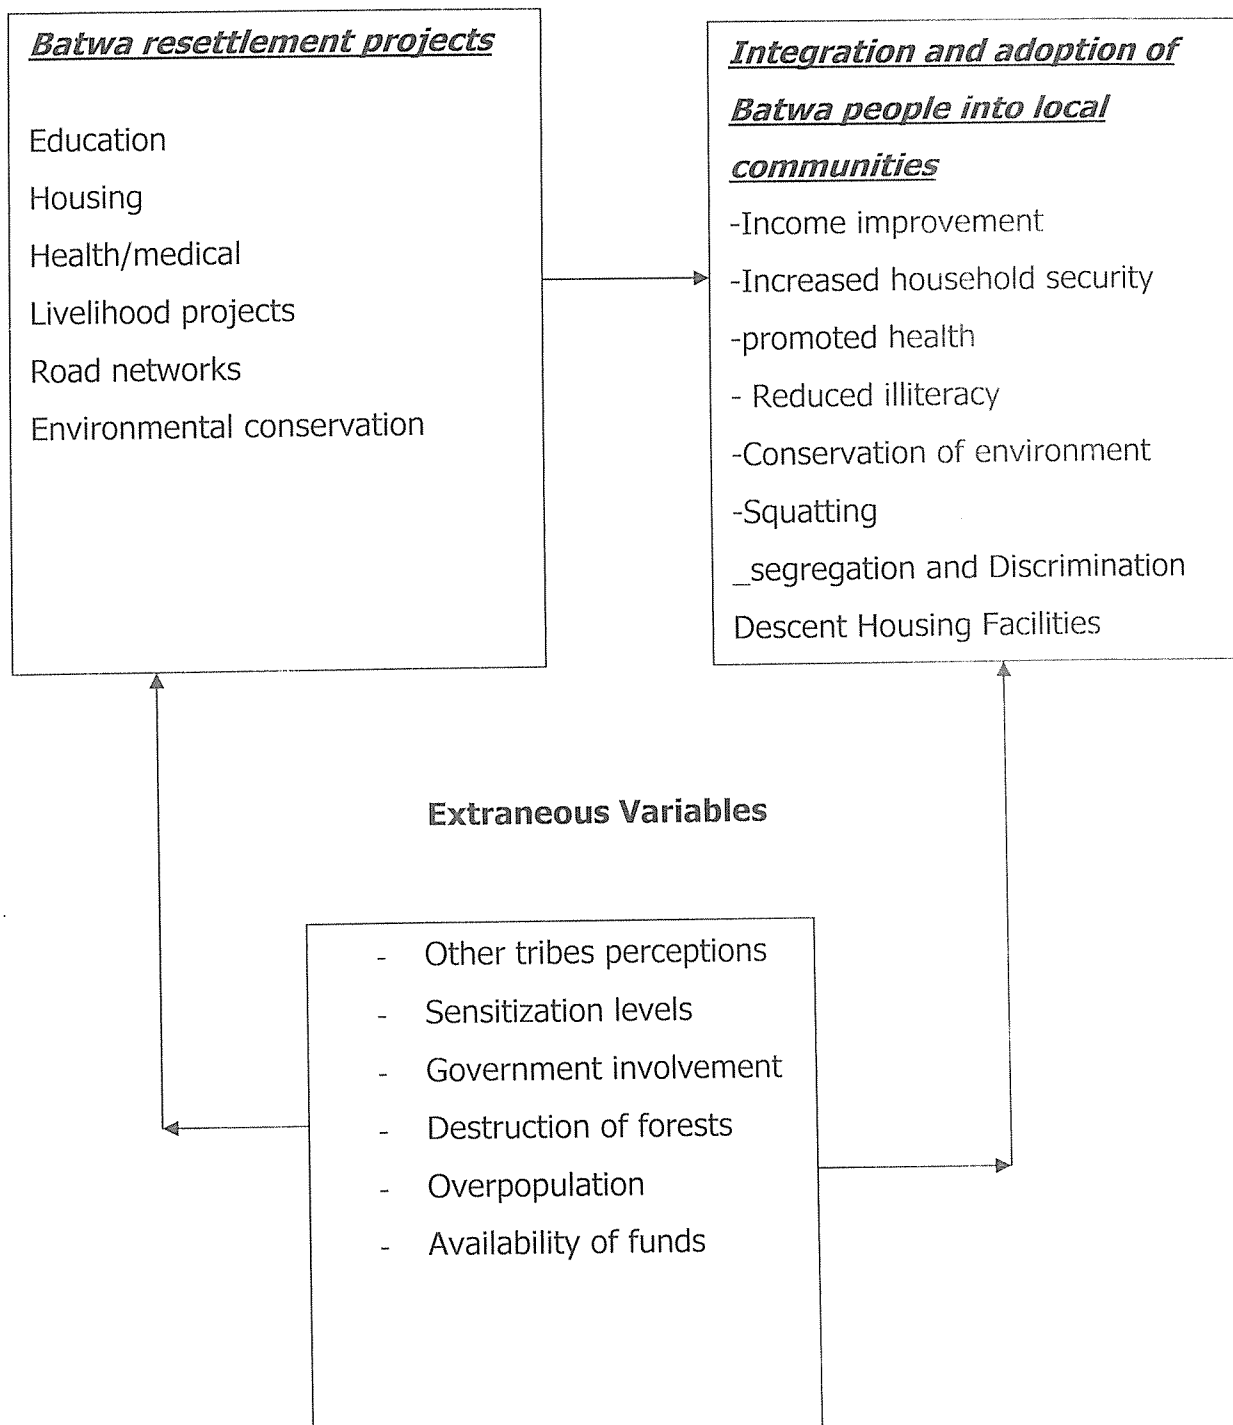 Batwa resettlement projects
Education
Housing
Health/medical
Livelihood projects
Road networks
Environmental conservation
Integration and adoption of
Batwa people into local
communities
-Income improvement
-Increased household security
-promoted health
- Reduced illiteracy
-Conservation of environment
-Squatting
_segregation and Discrimination
Descent Housing Facilities
Extraneous Variables
- Other tribes perceptions
- Sensitization levels
- Government involvement
- Destruction of forests
- Overpopulation
- Availability of funds